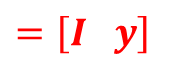 = [I y]